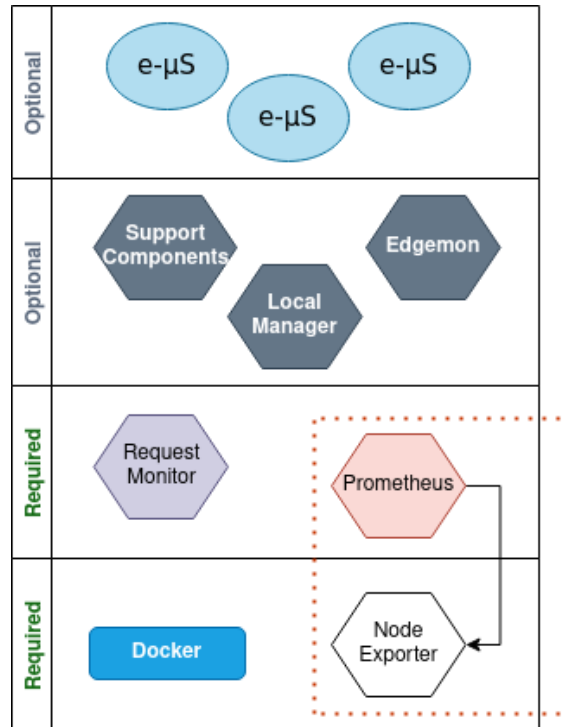 Optional
e-μS
e-μS
e-μS
Optional
Support
Components
Edgemon
Local
Manager
Required
Request
Monitor
Prometheus
Required
Docker
Node
Exporter